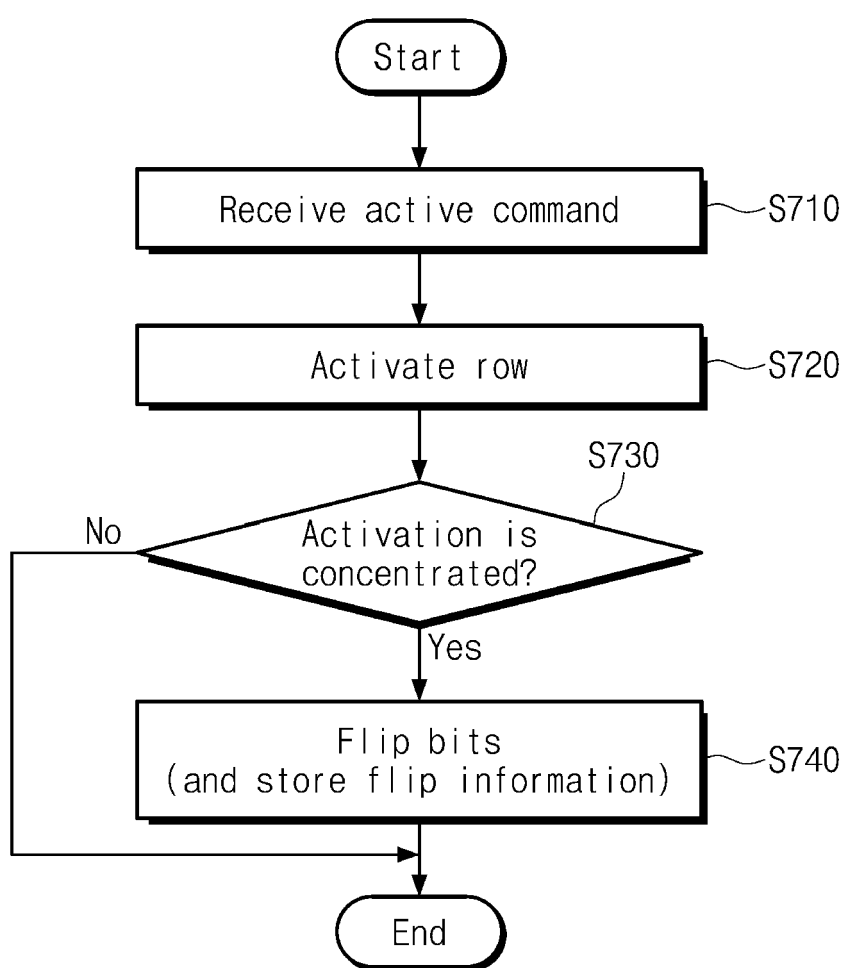 Start
Receive active command
S710
Activate row
S720
S730
No
Activation is
concentrated?
Yes
Flip bits
(and store flip information)
S740
End